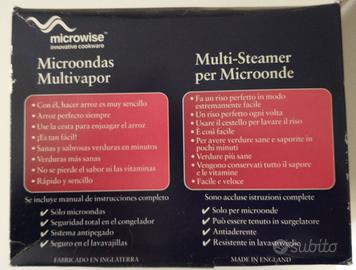 microwise™
innovative cookware
Microondas
Multivapor
• Con él, hacer arroz es muy sencillo
• Arroz perfecto siempre
• Use la cesta para enjuagar el arroz
• ¡Es tan fácil!
• Sanas y sabrosas verduras en minutos
• Verduras más sanas
• No se pierde el sabor ni las vitaminas
• Rápido y sencillo
Se incluye manual de instrucciones completo
✓ Sólo microondas
✓ Seguridad total en el congelador
✓ Sistema antipegado
✓ Seguro en el lavavajillas
FABRICADO EN INGLATERRA
Multi-Steamer
per Microonde
• Fa un riso perfetto in modo
estremamente facile
• Un riso perfetto ogni volta
• Usare il cestello per lavare il riso
• È così facile
• Per avere verdure sane e saporite in
pochi minuti
• Verdure più sane
• Vengono conservati tutto il sapore
e le vitamine
• Facile e veloce
Sono accluse istruzioni complete
✓ Solo per microonde
✓ Può essere tenuto in surgelatore
✓ Antiaderente
✓ Resistente in lavastoviglie
MADE IN ENGLAND
subito